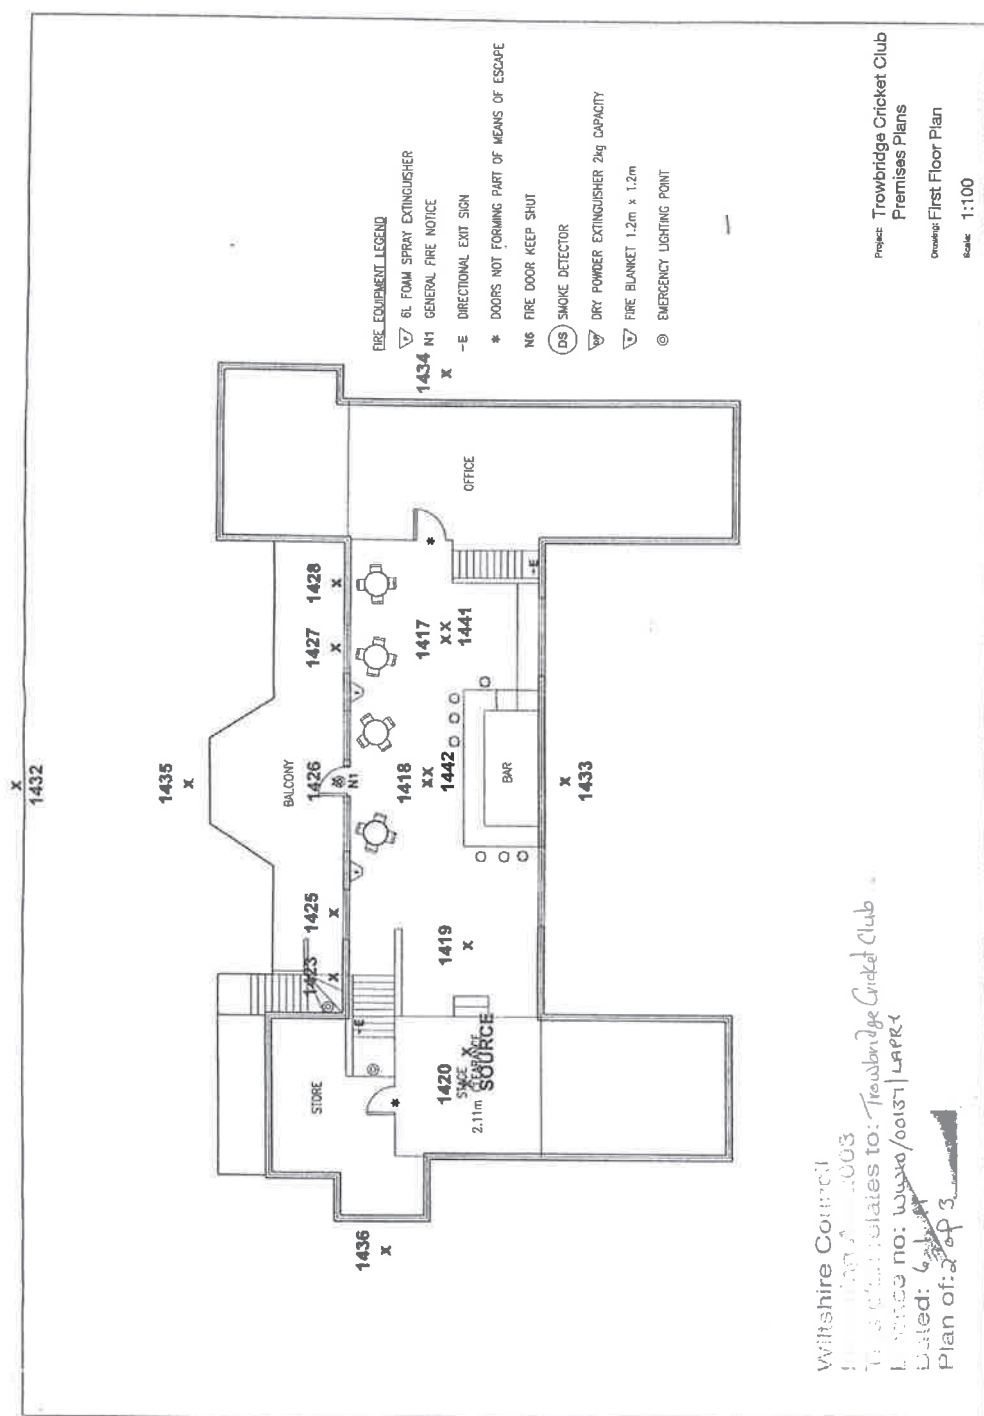 1432
1435
1436
STORE
1423
1425
BALCONY
1426
N1
1427
1428
-E
1420
STAGE
2.11m CLEARANCE
SOURCE
1419
1418
1442
1417
1441
BAR
1433
-E
OFFICE
1434
FIRE EQUIPMENT LEGEND
6L FOAM SPRAY EXTINGUISHER
N1 GENERAL FIRE NOTICE
-E DIRECTIONAL EXIT SIGN
* DOORS NOT FORMING PART OF MEANS OF ESCAPE
N6 FIRE DOOR KEEP SHUT
DS SMOKE DETECTOR
DRY POWDER EXTINGUISHER 2kg CAPACITY
FIRE BLANKET 1.2m x 1.2m
EMERGENCY LIGHTING POINT
Wiltshire Council
2003
relates to: Trowbridge Cricket Club
no:
Dated:
Plan of: 2 of 3
Project: Trowbridge Cricket Club
Premises Plans
Drawing: First Floor Plan
Scale: 1:100